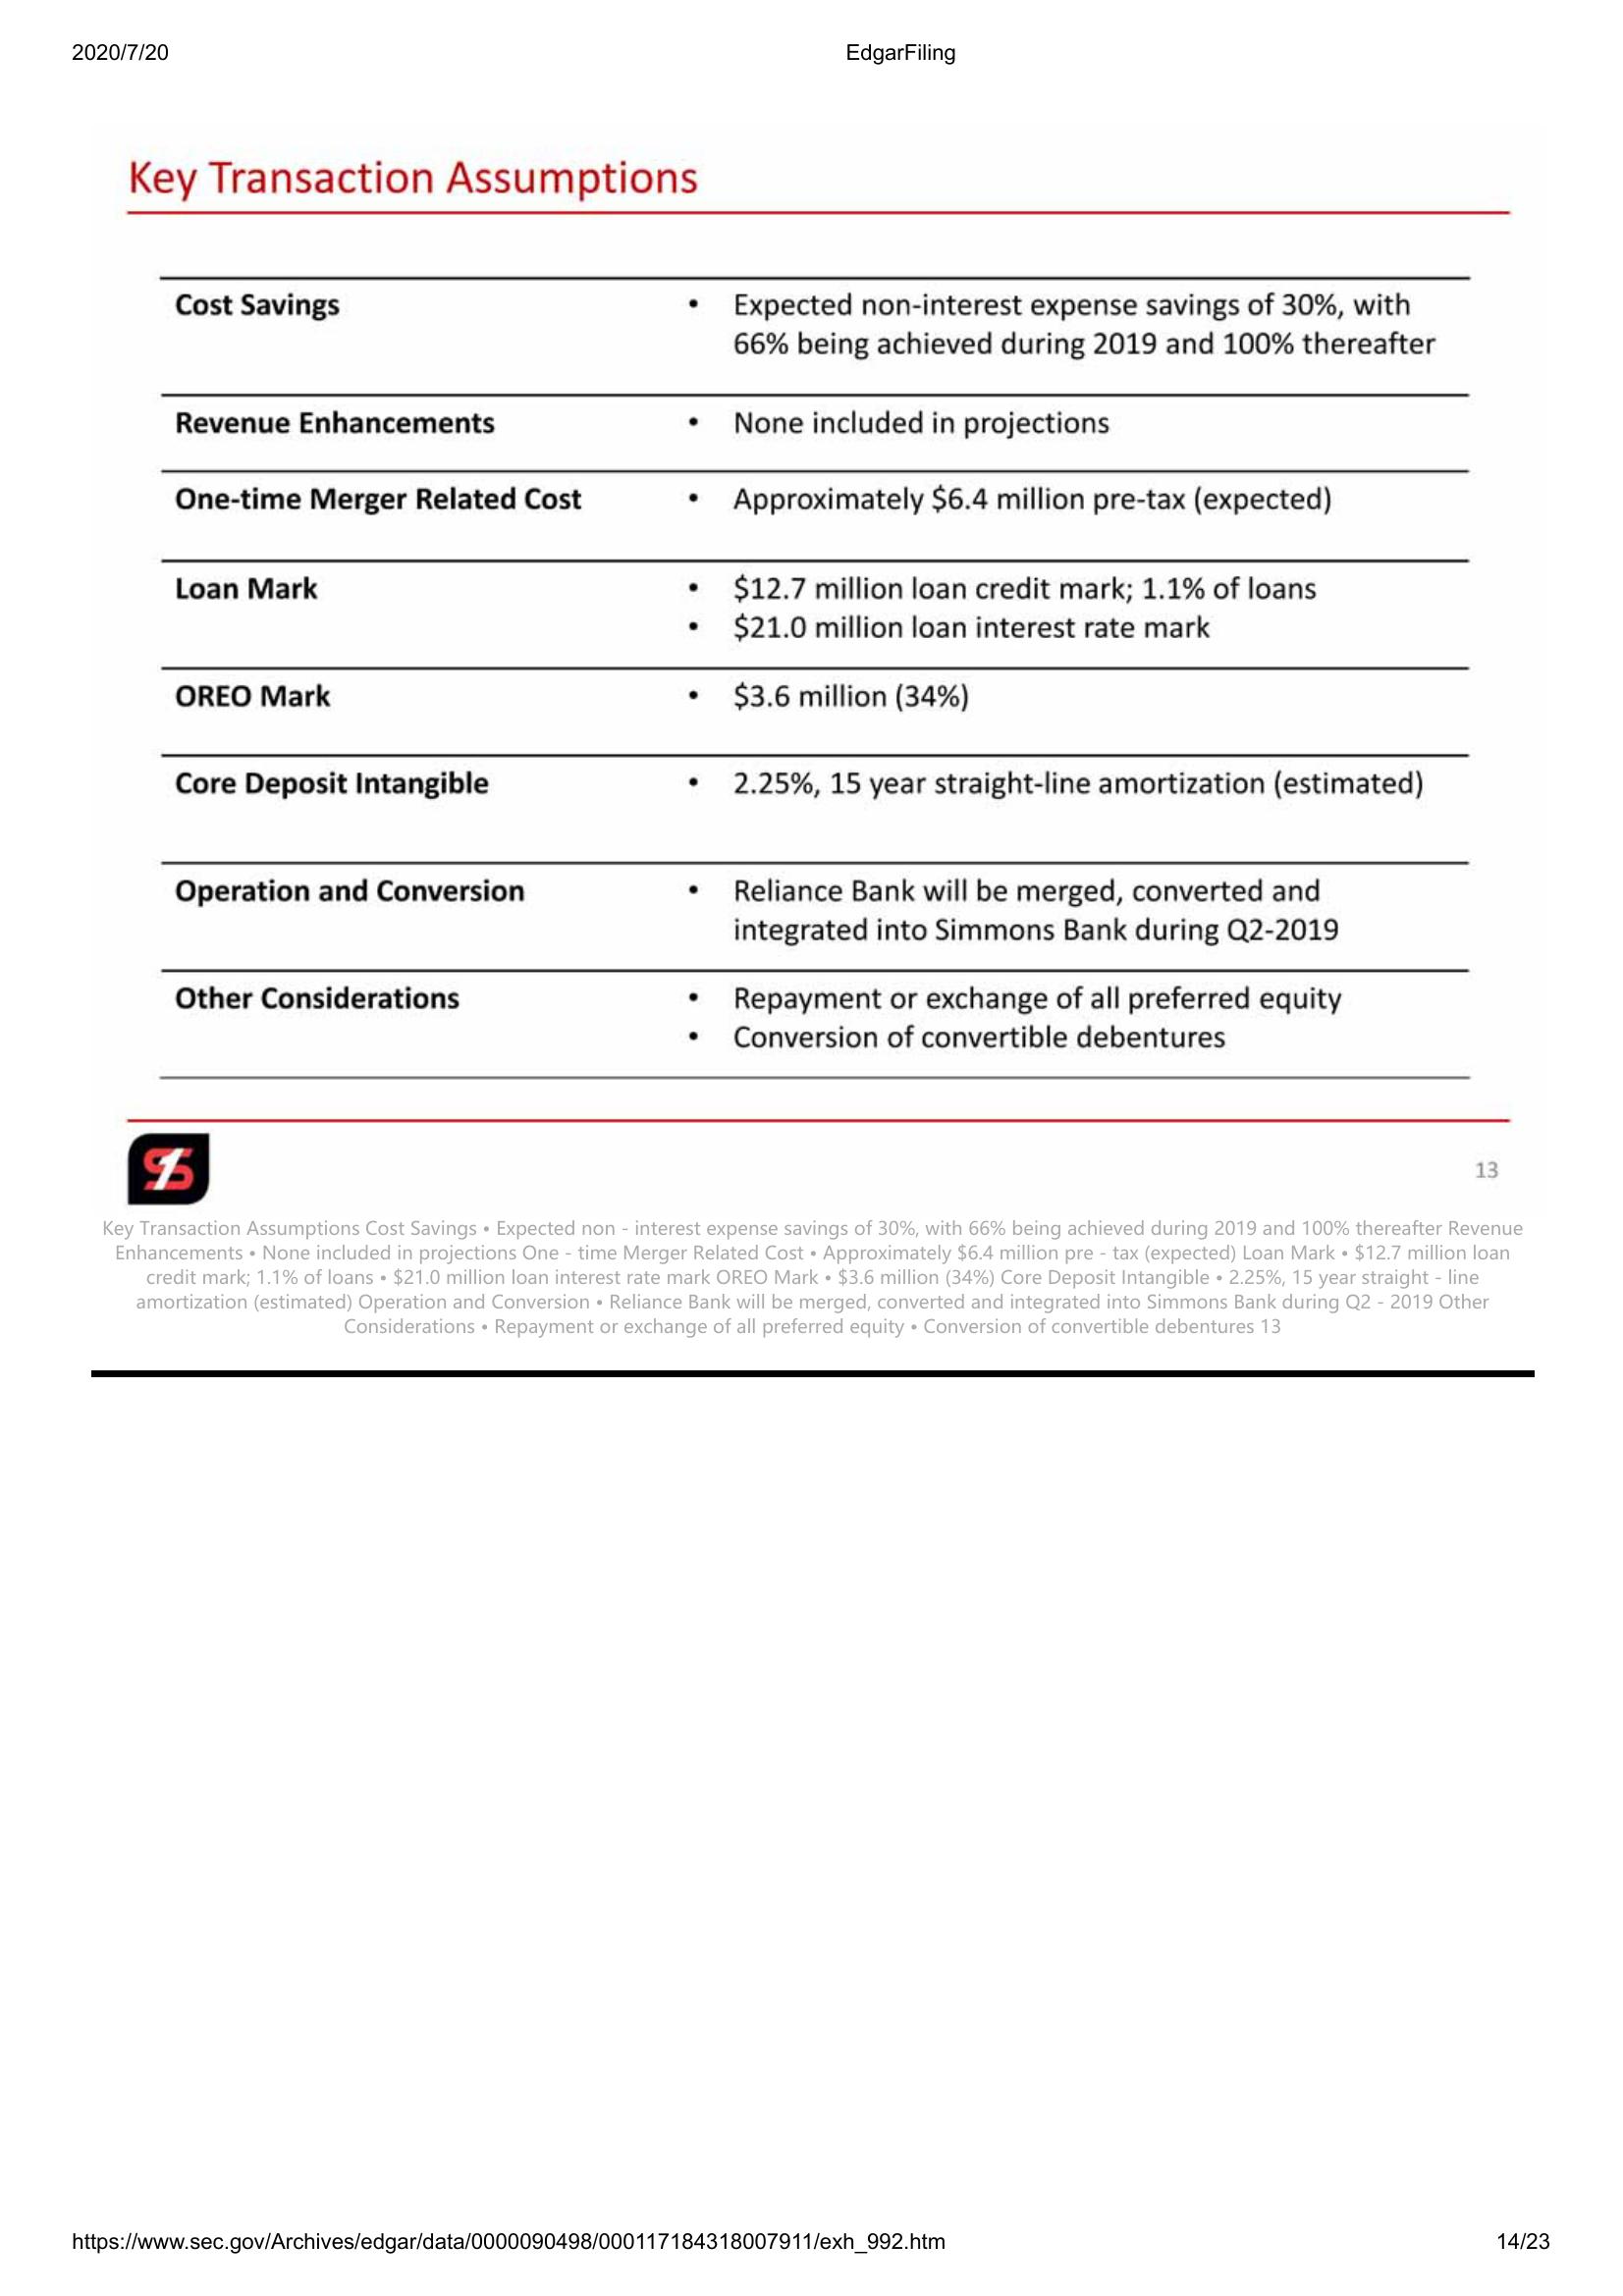 2020/7/20 EdgarFiling
Key Transaction Assumptions
Cost Savings • Expected non-interest expense savings of 30%, with
66% being achieved during 2019 and 100% thereafter
Revenue Enhancements • None included in projections
One-time Merger Related Cost • Approximately $6.4 million pre-tax (expected)
Loan Mark • $12.7 million loan credit mark; 1.1% of loans
• $21.0 million loan interest rate mark
OREO Mark • $3.6 million (34%)
Core Deposit Intangible • 2.25%, 15 year straight-line amortization (estimated)
Operation and Conversion • Reliance Bank will be merged, converted and
integrated into Simmons Bank during Q2-2019
Other Considerations • Repayment or exchange of all preferred equity
• Conversion of convertible debentures
13
Key Transaction Assumptions Cost Savings • Expected non - interest expense savings of 30%, with 66% being achieved during 2019 and 100% thereafter Revenue
Enhancements • None included in projections One - time Merger Related Cost • Approximately $6.4 million pre - tax (expected) Loan Mark • $12.7 million loan
credit mark; 1.1% of loans • $21.0 million loan interest rate mark OREO Mark • $3.6 million (34%) Core Deposit Intangible • 2.25%, 15 year straight - line
amortization (estimated) Operation and Conversion • Reliance Bank will be merged, converted and integrated into Simmons Bank during Q2 - 2019 Other
Considerations • Repayment or exchange of all preferred equity • Conversion of convertible debentures 13
https://www.sec.gov/Archives/edgar/data/0000090498/000117184318007911/exh_992.htm 14/23